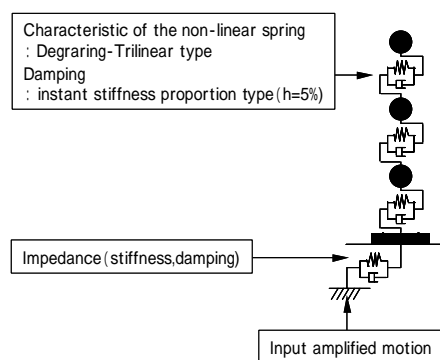 Characteristic of the non-linear spring
: Degraring-Trilinear type
Damping
: instant stiffness proportion type(h=5%)
Impedance(stiffness,damping)
Input amplified motion